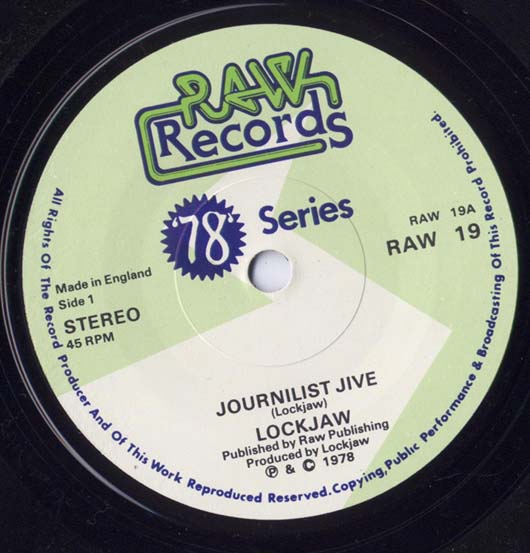 RAW
Records
'78' Series
RAW 19A
RAW 19
Made in England
Side 1
STEREO
45 RPM
JOURNILIST JIVE
(Lockjaw)
LOCKJAW
Published by Raw Publishing
Produced by Lockjaw
℗ & © 1978
All Rights Of The Record Producer And Of This Work Reproduced Reserved. Copying, Public Performance & Broadcasting Of This Record Prohibited.